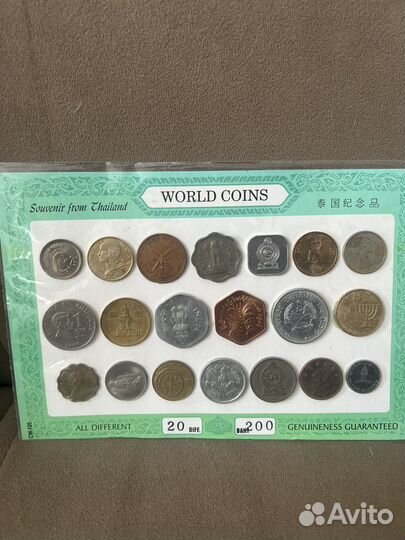 WORLD COINS
Souvenir from Thailand
泰国纪念品
ALL DIFFERENT
20 DIFF.
BAHT 200
GENUINENESS GUARANTEED
Avito